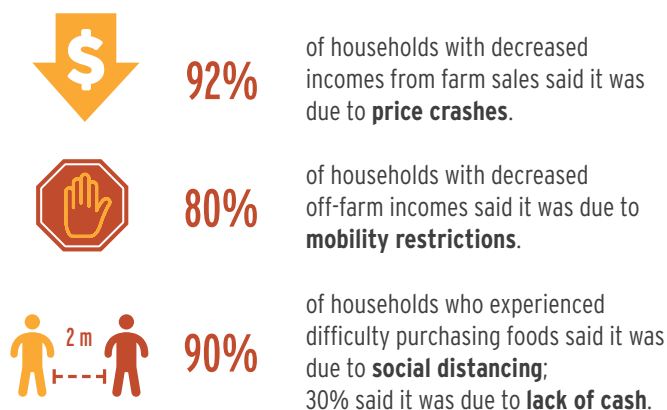 $
92%
of households with decreased
incomes from farm sales said it was
due to price crashes.
80%
of households with decreased
off-farm incomes said it was due to
mobility restrictions.
2 m
90%
of households who experienced
difficulty purchasing foods said it was
due to social distancing;
30% said it was due to lack of cash.